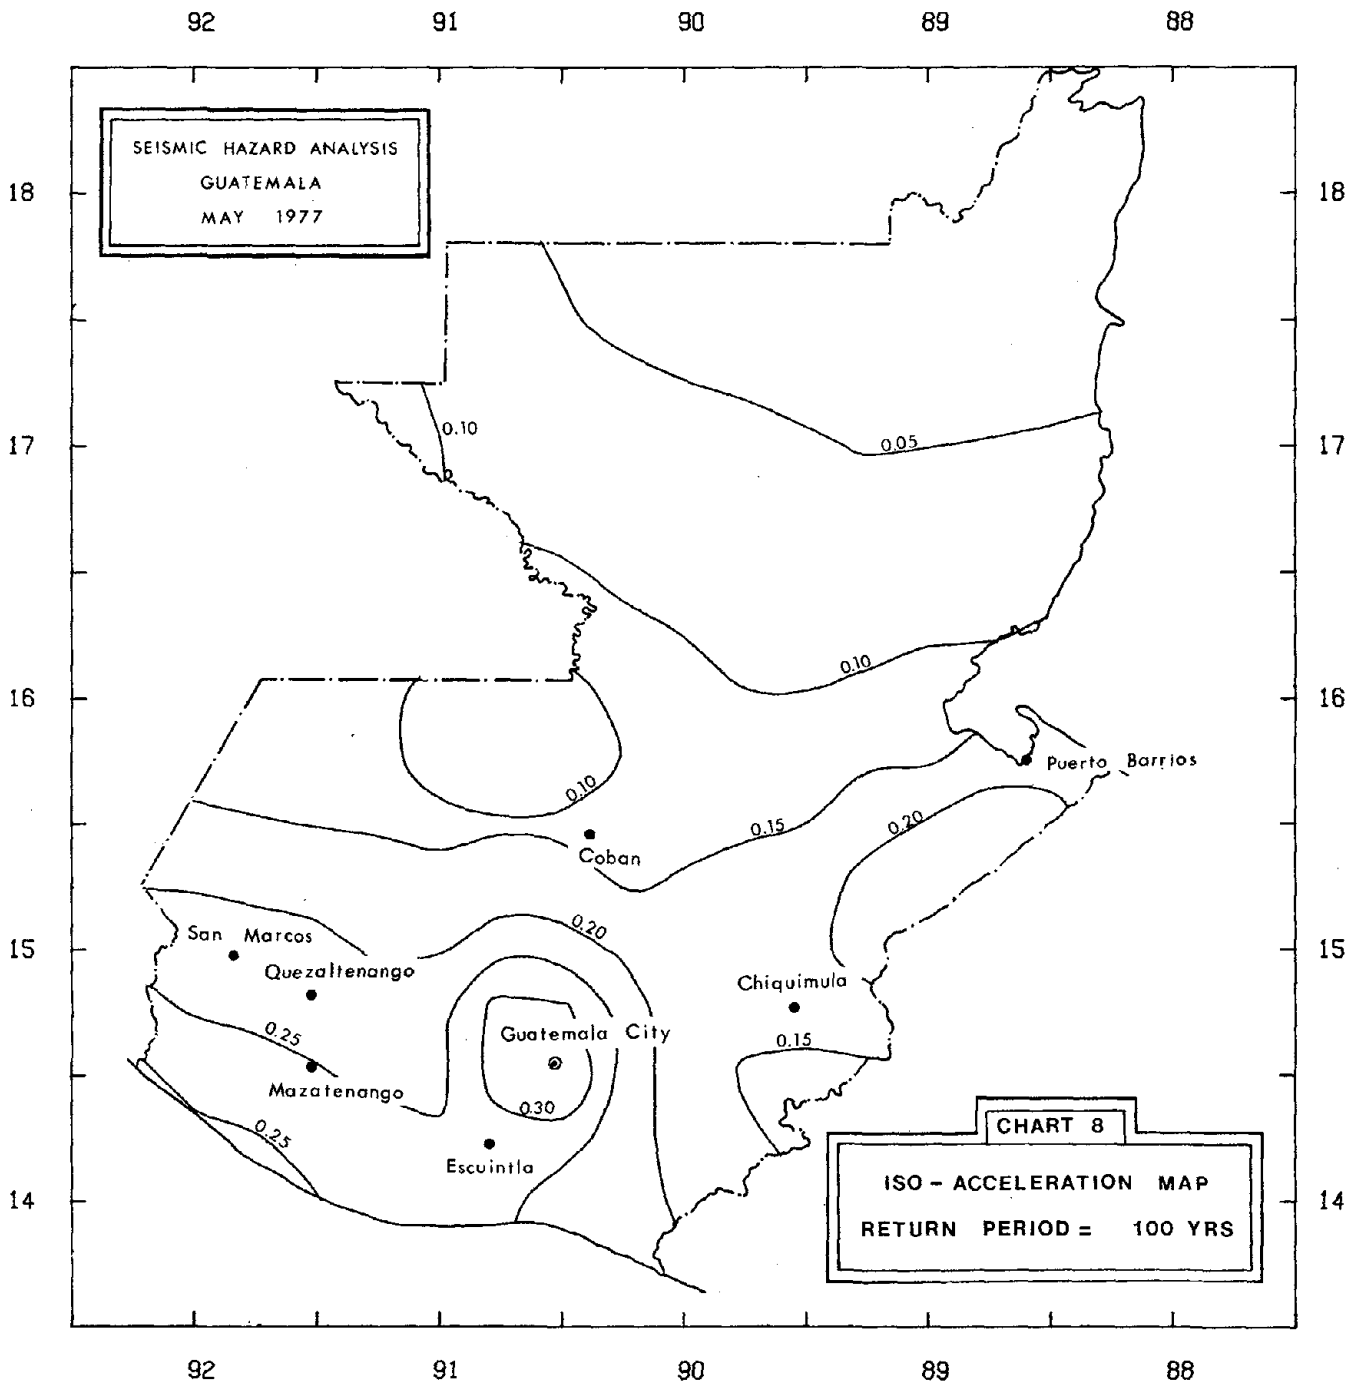 92 91 90 89 88
SEISMIC HAZARD ANALYSIS
GUATEMALA
MAY 1977
18 18
0.10
0.05
17 17
0.10
16 16
Puerto Barrios
0.10
0.15
0.20
Coban
0.20
San Marcos
15 15
Quezaltenango
Chiquimula
0.25
Guatemala City
0.15
Mazatenango
0.30
0.25
Escuintla
CHART 8
ISO - ACCELERATION MAP
14 14
RETURN PERIOD = 100 YRS
92 91 90 89 88